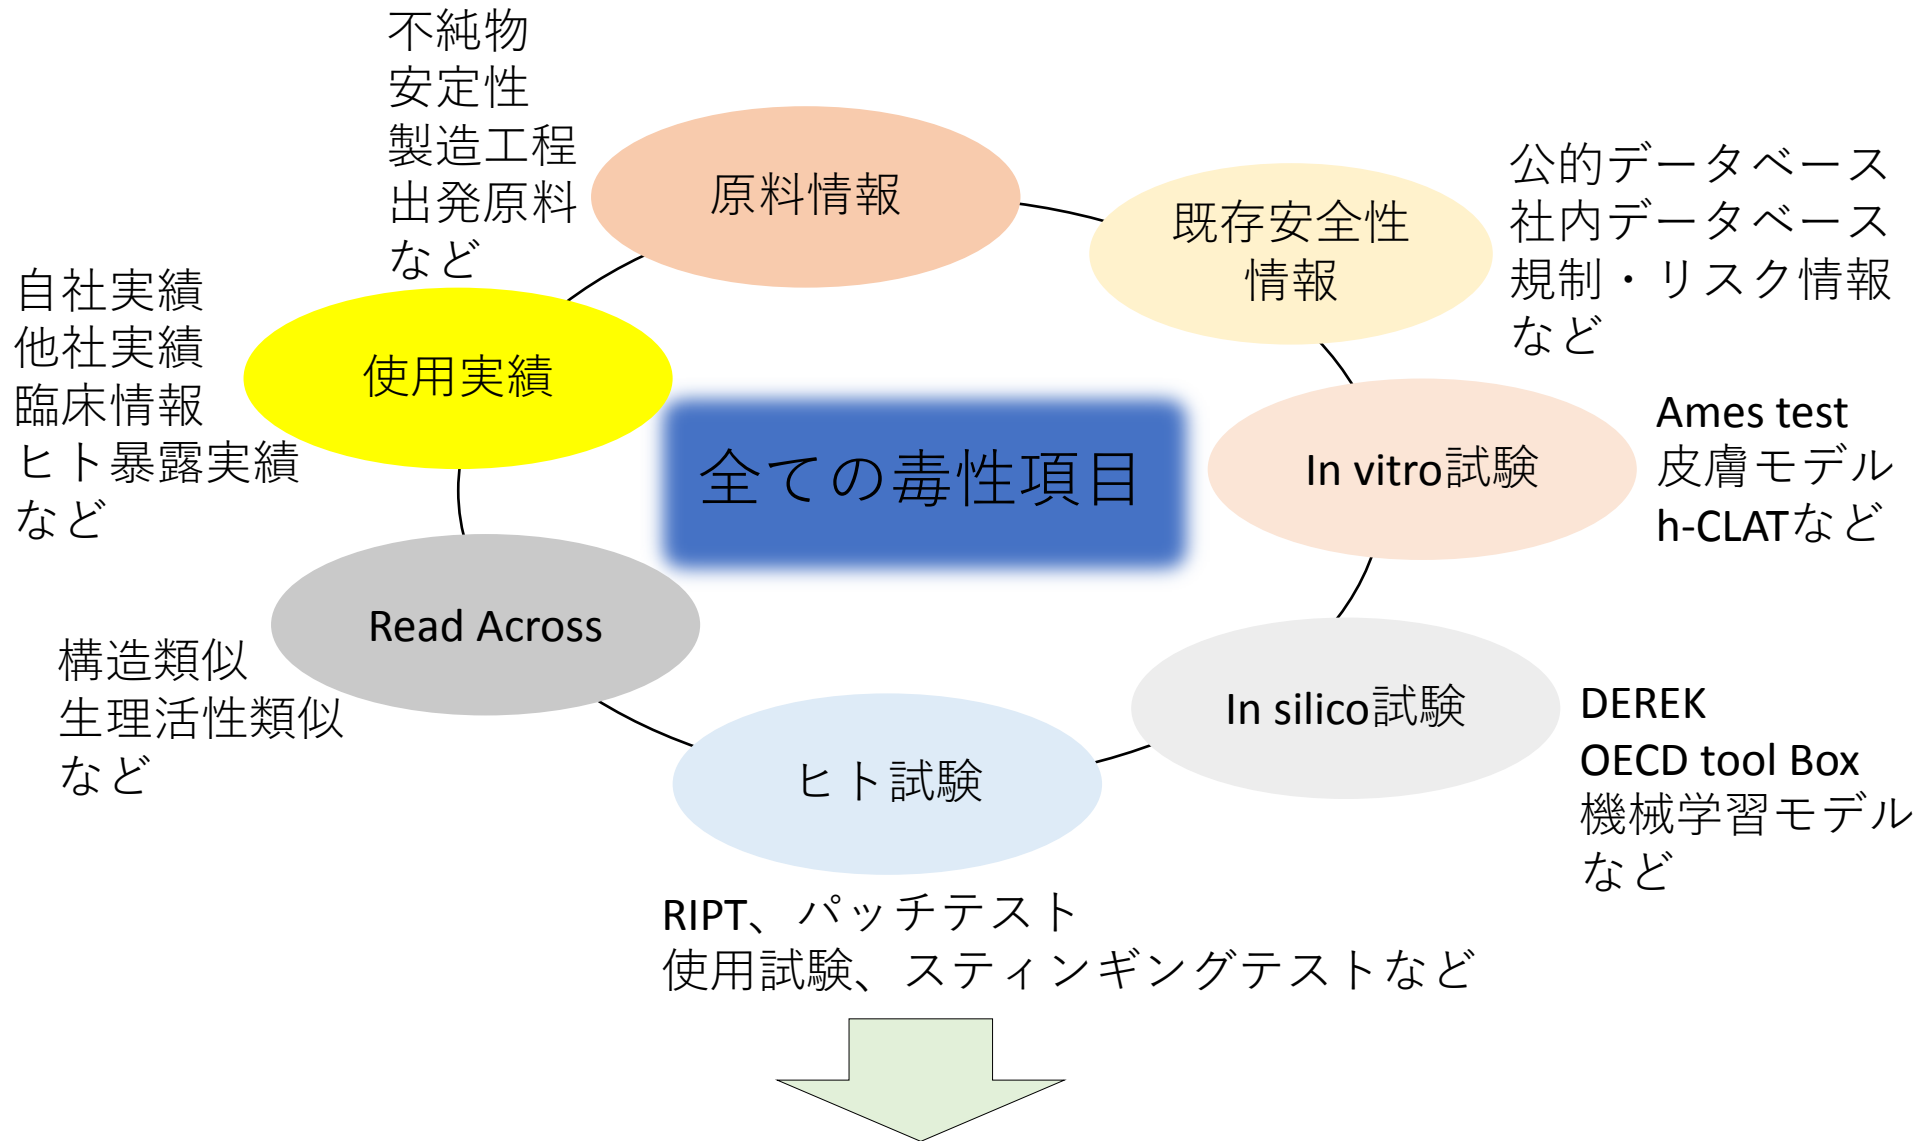 不純物
安定性
製造工程
出発原料
など
原料情報
既存安全性
情報
公的データベース
社内データベース
規制・リスク情報
など
自社実績
他社実績
臨床情報
ヒト暴露実績
など
使用実績
全ての毒性項目
In vitro試験
Ames test
皮膚モデル
h-CLATなど
Read Across
構造類似
生理活性類似
など
In silico試験
DEREK
OECD tool Box
機械学習モデル
など
ヒト試験
RIPT、パッチテスト
使用試験、スティンギングテストなど